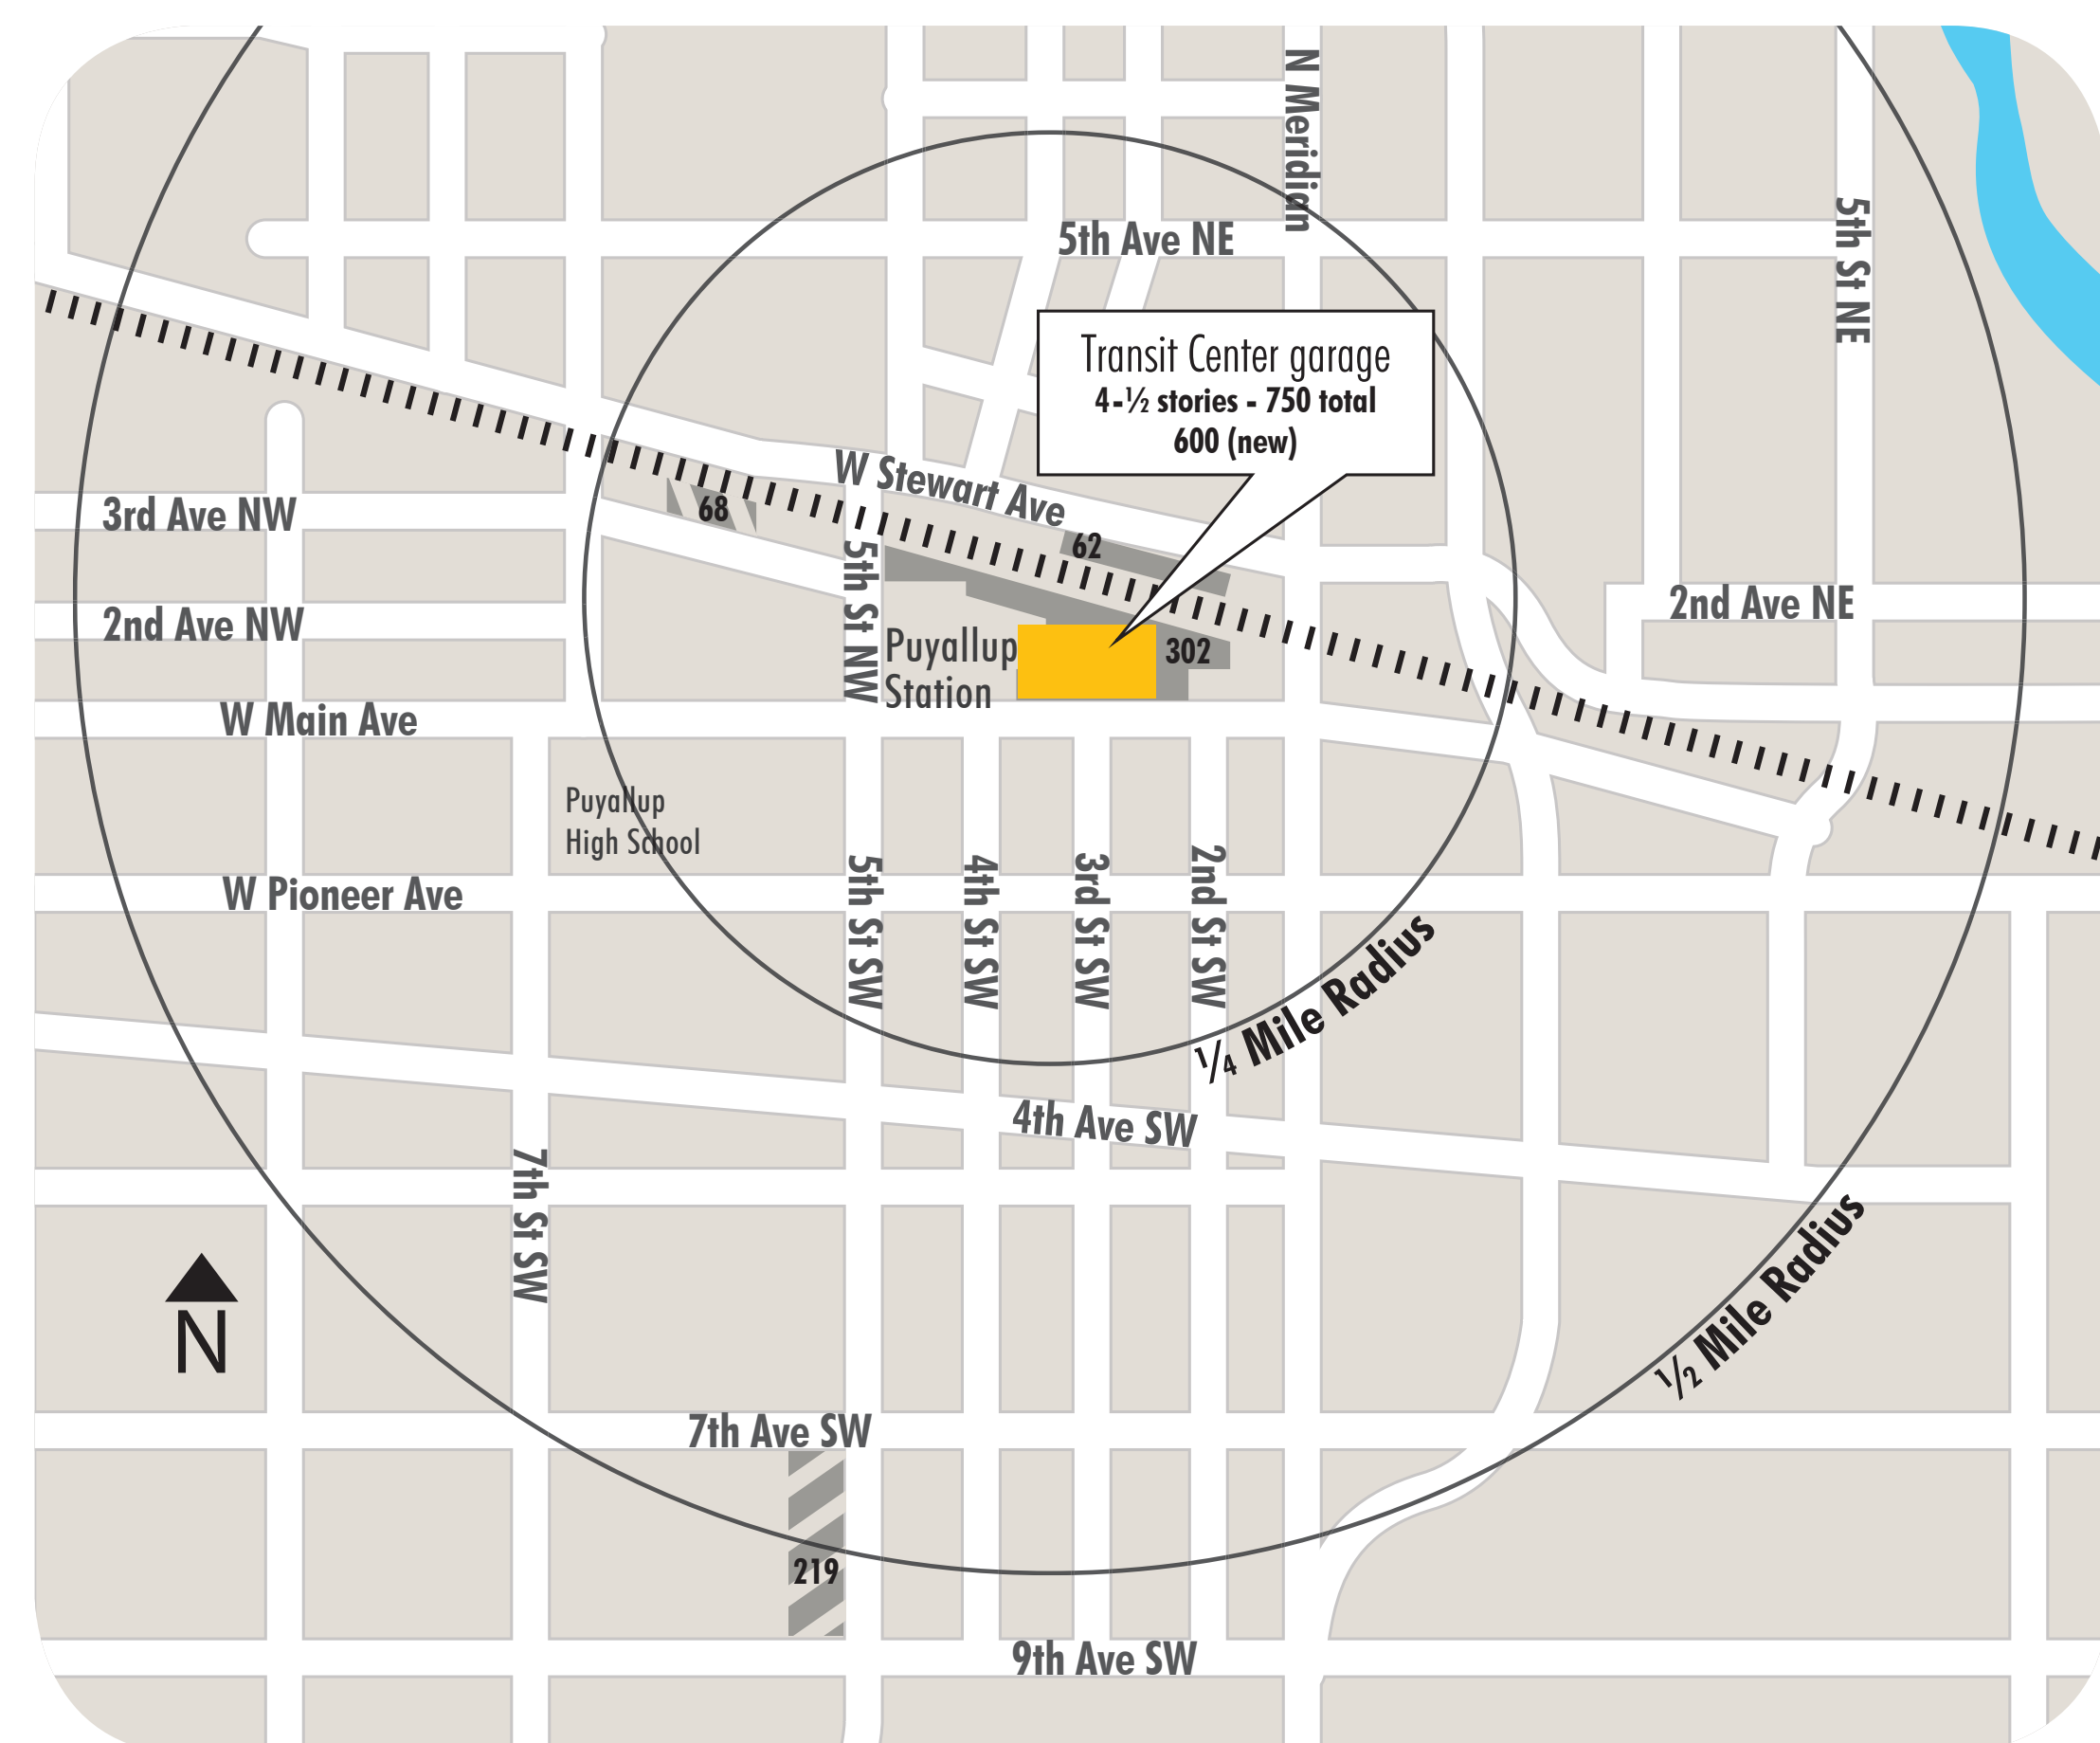 N Meridian
5th Ave NE
5th St NE
Transit Center garage
4-½ stories - 750 total
600 (new)
W Stewart Ave
3rd Ave NW
68
62
5th St NW
2nd Ave NW
2nd Ave NE
Puyallup
Station
302
W Main Ave
Puyallup
High School
W Pioneer Ave
5th St SW
4th St SW
3rd St SW
2nd St SW
¼ Mile Radius
4th Ave SW
7th St SW
½ Mile Radius
N
7th Ave SW
219
9th Ave SW